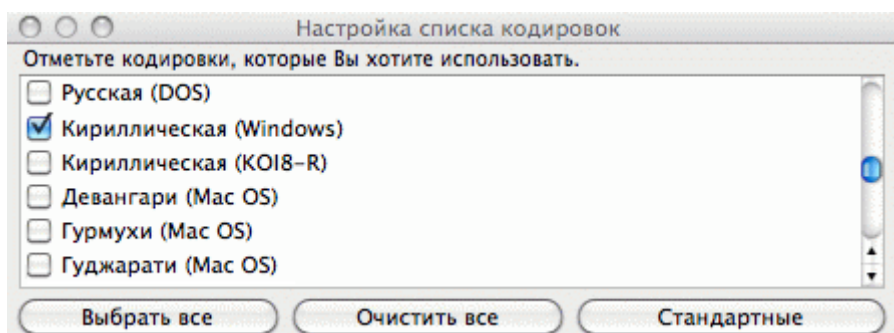 Настройка списка кодировок
Отметьте кодировки, которые Вы хотите использовать.
Русская (DOS)
Кириллическая (Windows)
Кириллическая (KOI8-R)
Девангари (Mac OS)
Гурмухи (Mac OS)
Гуджарати (Mac OS)
Выбрать все Очистить все Стандартные